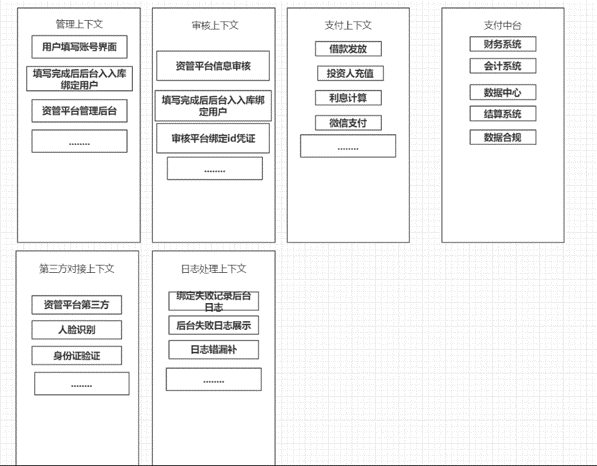 管理上下文
用户填写账号界面
填写完成后后台入入库
绑定用户
资管平台管理后台
........
审核上下文
资管平台信息审核
填写完成后后台入入库绑
定用户
审核平台绑定id凭证
........
支付上下文
借款发放
投资人充值
利息计算
微信支付
........
支付中台
财务系统
会计系统
数据中心
结算系统
数据合规
第三方对接上下文
资管平台第三方
人脸识别
身份证验证
........
日志处理上下文
绑定失败记录后台
日志
后台失败日志展示
日志错漏补
........